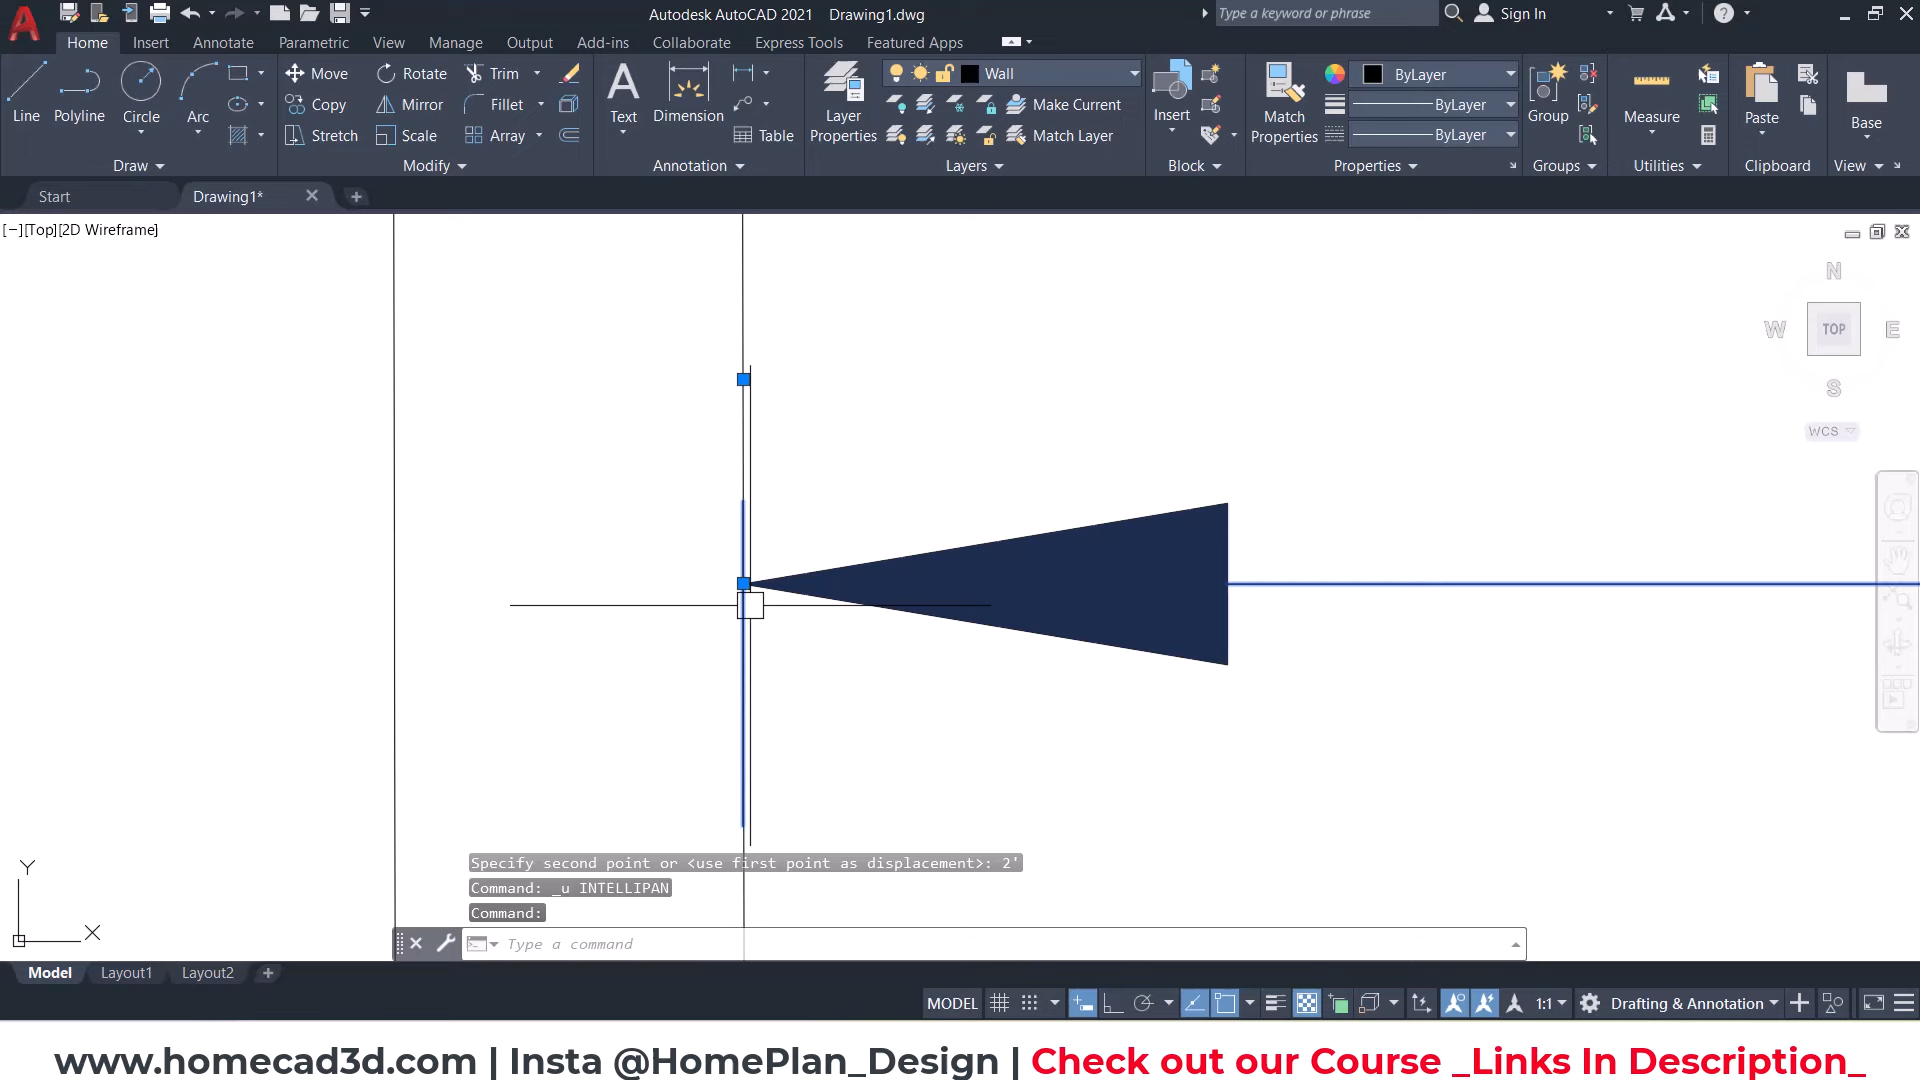 Autodesk AutoCAD 2021 Drawing1.dwg
Type a keyword or phrase
Sign In
Home Insert Annotate Parametric View Manage Output Add-ins Collaborate Express Tools Featured Apps
Line Polyline Circle Arc
Move Rotate Trim
Copy Mirror Fillet
Stretch Scale Array
Text Dimension Table
Layer Properties
Wall
Make Current
Match Layer
Insert
Match Properties
ByLayer
ByLayer
ByLayer
Group
Measure
Paste
Base
Draw Modify Annotation Layers Block Properties Groups Utilities Clipboard View
Start Drawing1*
[−][Top][2D Wireframe]
N
W TOP E
S
WCS
Specify second point or <use first point as displacement>: 2'
Command: _u INTELLIPAN
Command:
Type a command
Y
X
Model Layout1 Layout2
MODEL 1:1 Drafting & Annotation
www.homecad3d.com | Insta @HomePlan_Design | Check out our Course _Links In Description_